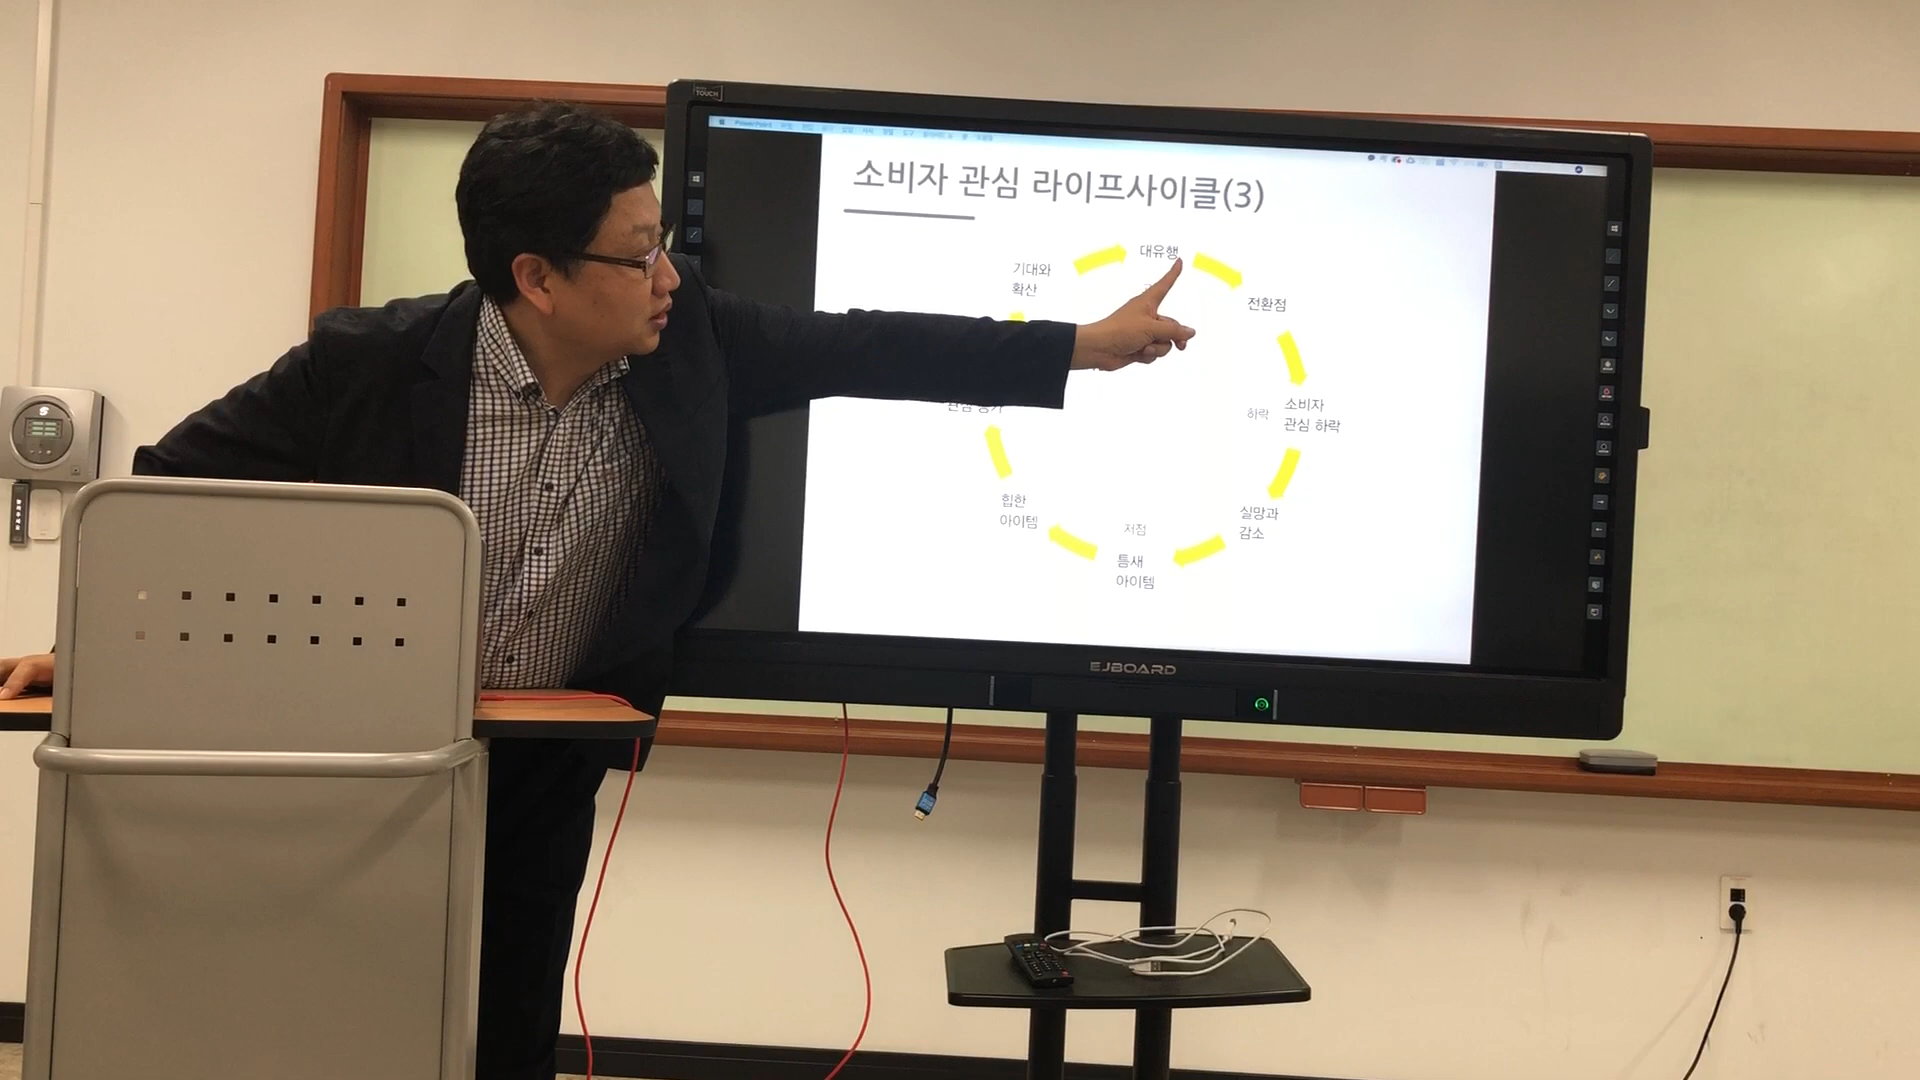 TOUCH
PowerPoint
소비자 관심 라이프사이클(3)
대유행
기대와
확산
전환점
하락
소비자
관심 하락
힙한
아이템
실망과
감소
저점
틈새
아이템
EJBOARD